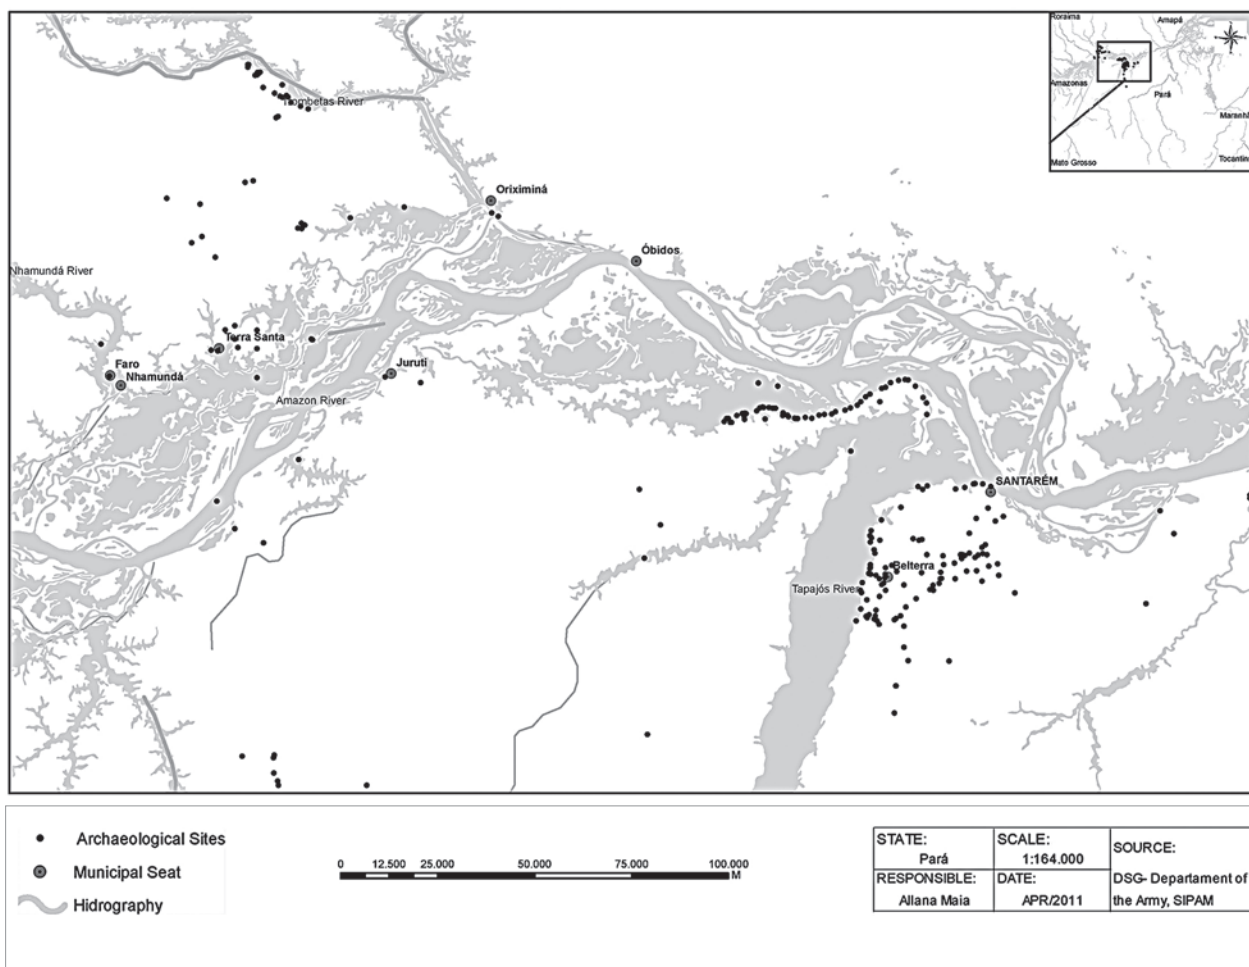 Roraima
Amapá
Amazonas
Pará
Maranhã
Mato Grosso
Tocantins
Trombetas River
Oriximiná
Óbidos
Nhamundá River
Terra Santa
Faro
Nhamundá
Juruti
Amazon River
SANTARÉM
Belterra
Tapajós River
Archaeological Sites
Municipal Seat
Hidrography
0 12.500 25.000 50.000 75.000 100.000
M
STATE:
Pará
SCALE:
1:164.000
SOURCE:
DSG- Departament of
the Army, SIPAM
RESPONSIBLE:
Allana Maia
DATE:
APR/2011